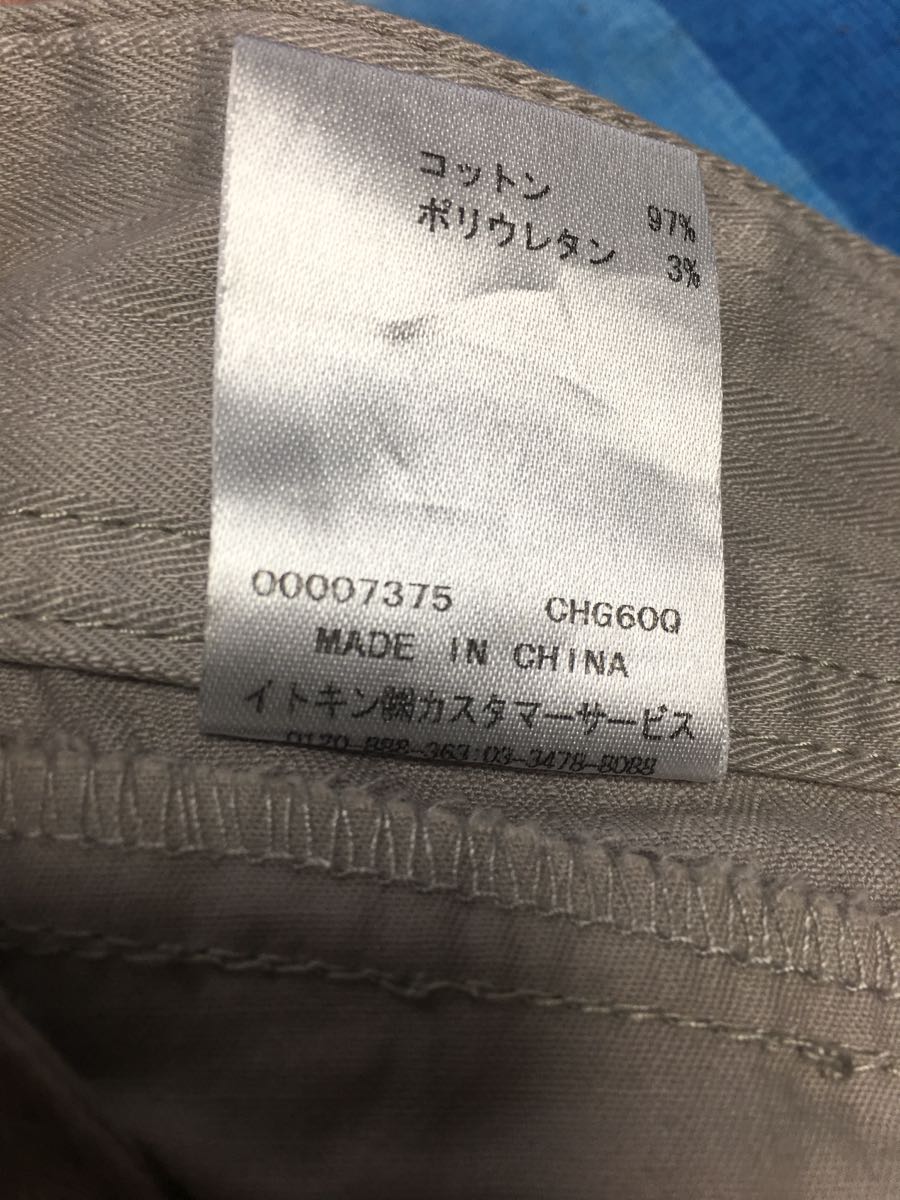 コットン 97%
ポリウレタン 3%
00007375 CHG60Q
MADE IN CHINA
イトキン㈱カスタマーサービス
0120-888-363:03-3478-8088